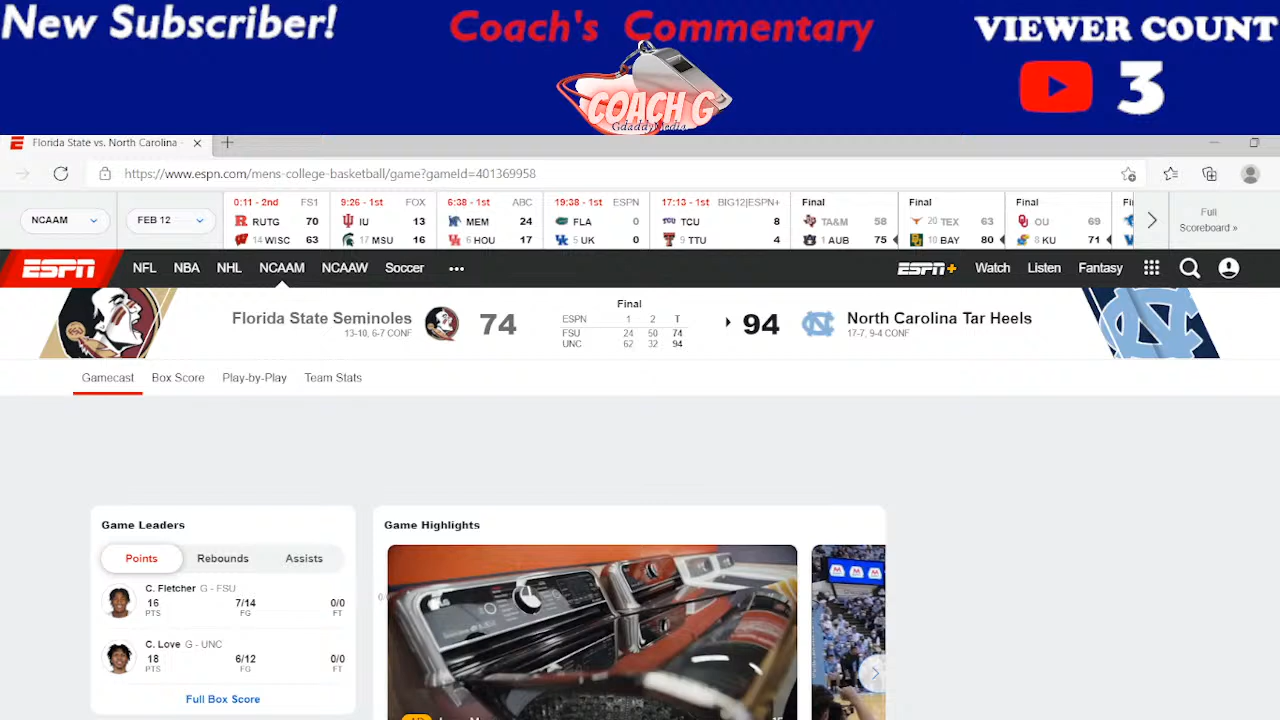 New Subscriber!
Coach's Commentary
VIEWER COUNT
COACH G
GdaddyMedia
3
Florida State vs. North Carolina
https://www.espn.com/mens-college-basketball/game?gameId=401369958
NCAAM
FEB 12
0:11 - 2nd FS1
RUTG 70
14 WISC 63
9:26 - 1st FOX
IU 13
17 MSU 16
6:38 - 1st ABC
MEM 24
6 HOU 17
19:38 - 1st ESPN
FLA 0
5 UK 0
17:13 - 1st BIG12|ESPN+
TCU 8
9 TTU 4
Final
TA&M 58
1 AUB 75
Final
20 TEX 63
10 BAY 80
Final
OU 69
8 KU 71
Full
Scoreboard »
ESPN NFL NBA NHL NCAAM NCAAW Soccer ••• ESPN+ Watch Listen Fantasy
Florida State Seminoles
13-10, 6-7 CONF
74
Final
ESPN 1 2 T
FSU 24 50 74
UNC 62 32 94
94
North Carolina Tar Heels
17-7, 9-4 CONF
Gamecast Box Score Play-by-Play Team Stats
Game Leaders
Points Rebounds Assists
C. Fletcher G - FSU
16 7/14 0/0
PTS FG FT
C. Love G - UNC
18 6/12 0/0
PTS FG FT
Full Box Score
Game Highlights
LG